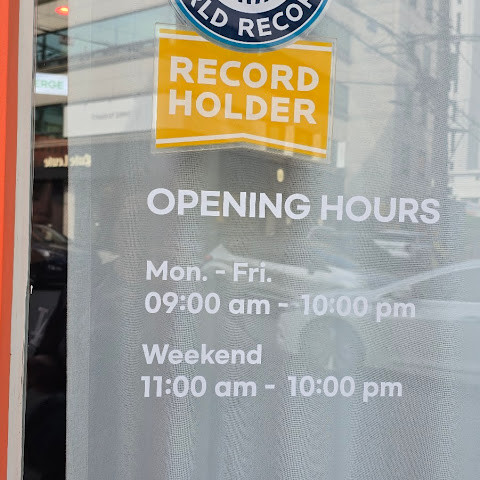 RLD RECOR
RECORD
HOLDER
ERGE
OPENING HOURS
Mon. - Fri.
09:00 am - 10:00 pm
Weekend
11:00 am - 10:00 pm